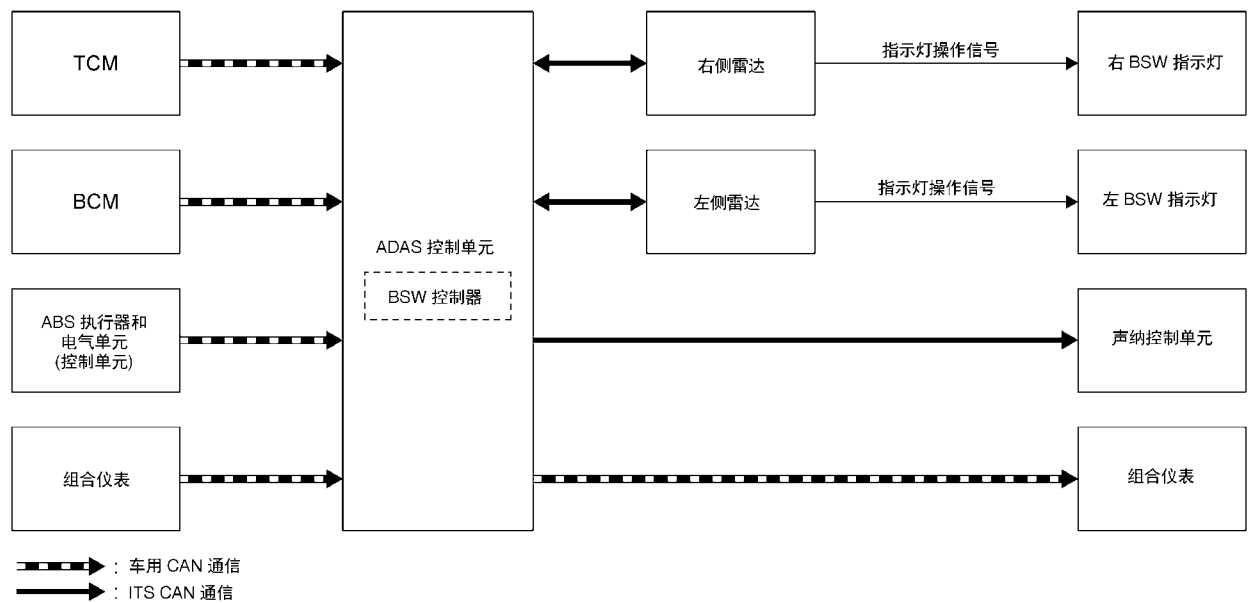 TCM
右侧雷达
指示灯操作信号
右 BSW 指示灯
BCM
左侧雷达
指示灯操作信号
左 BSW 指示灯
ADAS 控制单元
BSW 控制器
ABS 执行器和
电气单元
(控制单元)
声纳控制单元
组合仪表
组合仪表
: 车用 CAN 通信
: ITS CAN 通信